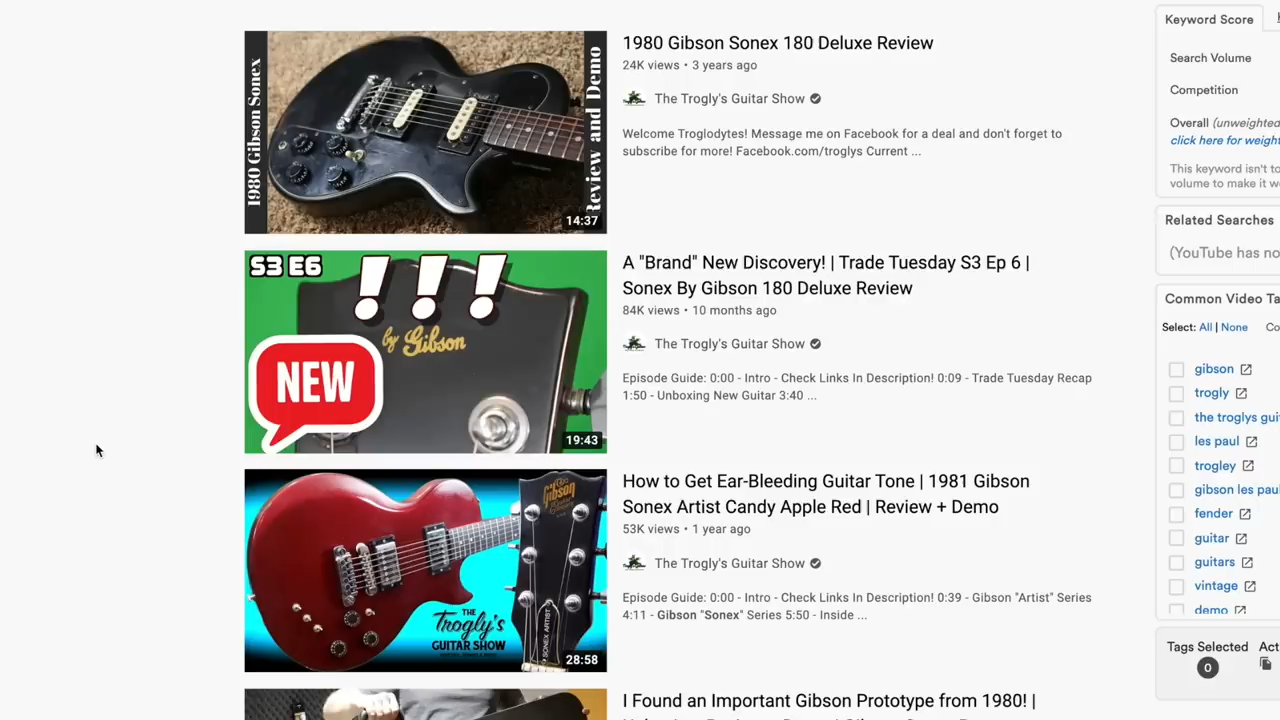 1980 Gibson Sonex
Review and Demo
14:37
1980 Gibson Sonex 180 Deluxe Review
24K views • 3 years ago
The Trogly's Guitar Show
Welcome Troglodytes! Message me on Facebook for a deal and don't forget to
subscribe for more! Facebook.com/troglys Current ...
S3 E6
!!!
by Gibson
NEW
19:43
A "Brand" New Discovery! | Trade Tuesday S3 Ep 6 |
Sonex By Gibson 180 Deluxe Review
84K views • 10 months ago
The Trogly's Guitar Show
Episode Guide: 0:00 - Intro - Check Links In Description! 0:09 - Trade Tuesday Recap
1:50 - Unboxing New Guitar 3:40 ...
Gibson
SONEX ARTIST
THE
Trogly's
GUITAR SHOW
28:58
How to Get Ear-Bleeding Guitar Tone | 1981 Gibson
Sonex Artist Candy Apple Red | Review + Demo
53K views • 1 year ago
The Trogly's Guitar Show
Episode Guide: 0:00 - Intro - Check Links In Description! 0:39 - Gibson "Artist" Series
4:11 - Gibson "Sonex" Series 5:50 - Inside ...
I Found an Important Gibson Prototype from 1980! |
Keyword Score
Search Volume
Competition
Overall (unweighted
click here for weight
This keyword isn't to
volume to make it w
Related Searches
(YouTube has no
Common Video Ta
Select: All | None Co
gibson
trogly
the troglys gui
les paul
trogley
gibson les paul
fender
guitar
guitars
vintage
demo
Tags Selected Act
0